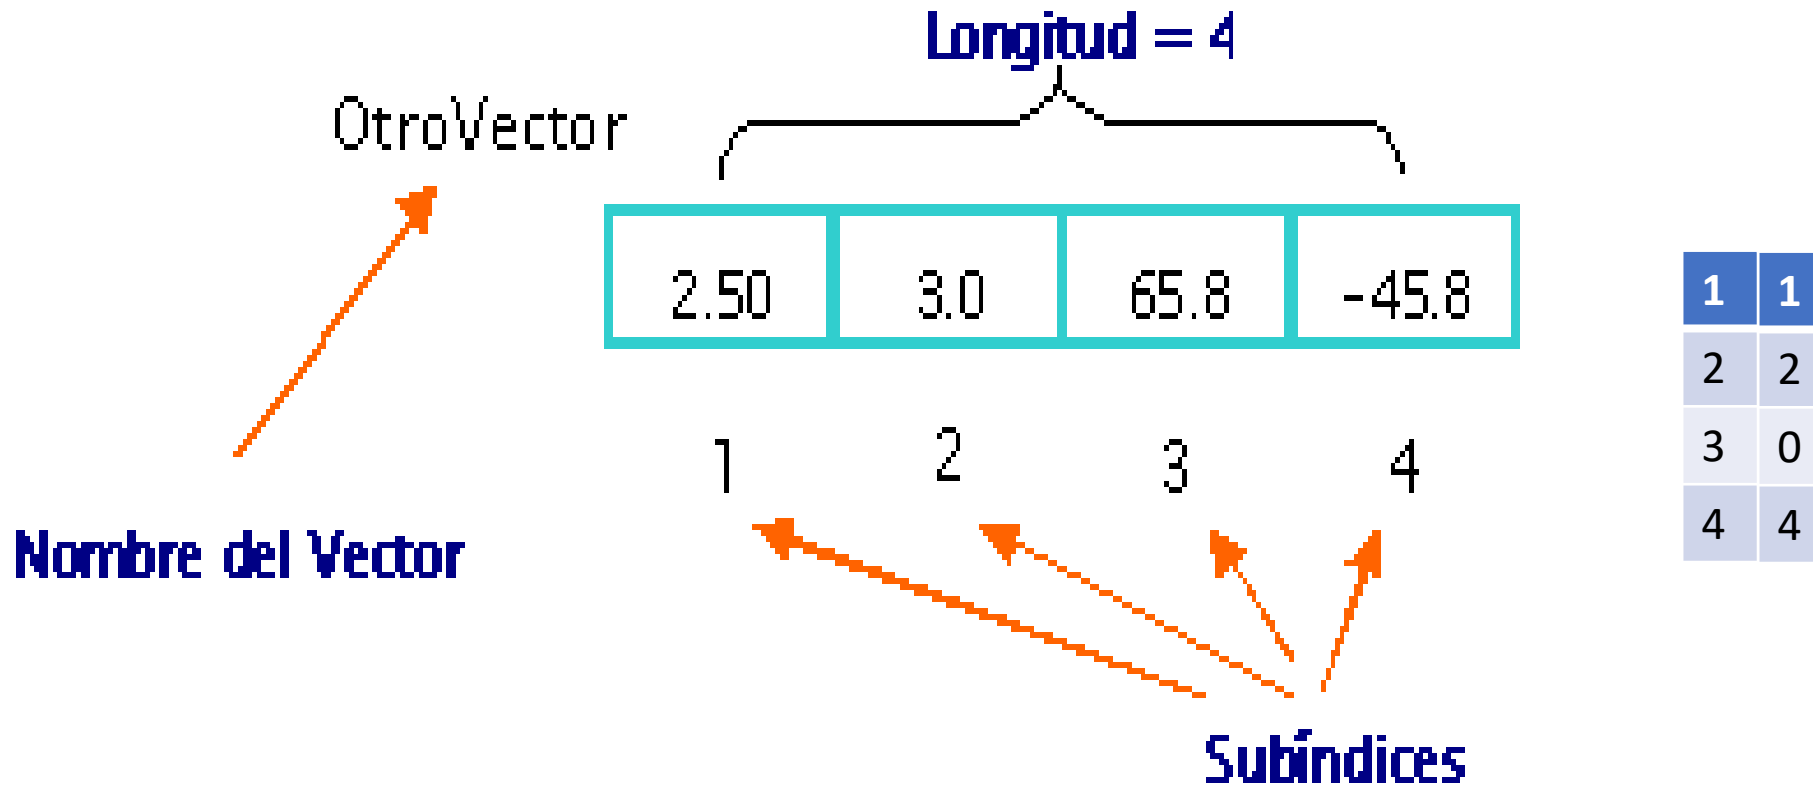 Longitud = 4
OtroVector
2.50 3.0 65.8 -45.8
1 2 3 4
Nombre del Vector
Subíndices
1 1
2 2
3 0
4 4